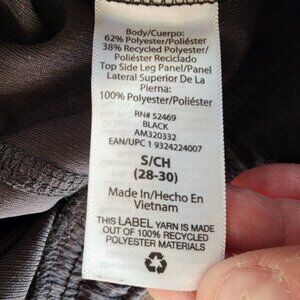 Body/Cuerpo:
62% Polyester/Poliéster
38% Recycled Polyester/
Poliéster Reciclado
Top Side Leg Panel/Panel
Lateral Superior De La
Pierna:
100% Polyester/Poliéster
RN# 52469
BLACK
AM320332
EAN/UPC 1 9324224007
S/CH
(28-30)
Made In/Hecho En
Vietnam
THIS LABEL YARN IS MADE
OUT OF 100% RECYCLED
POLYESTER MATERIALS